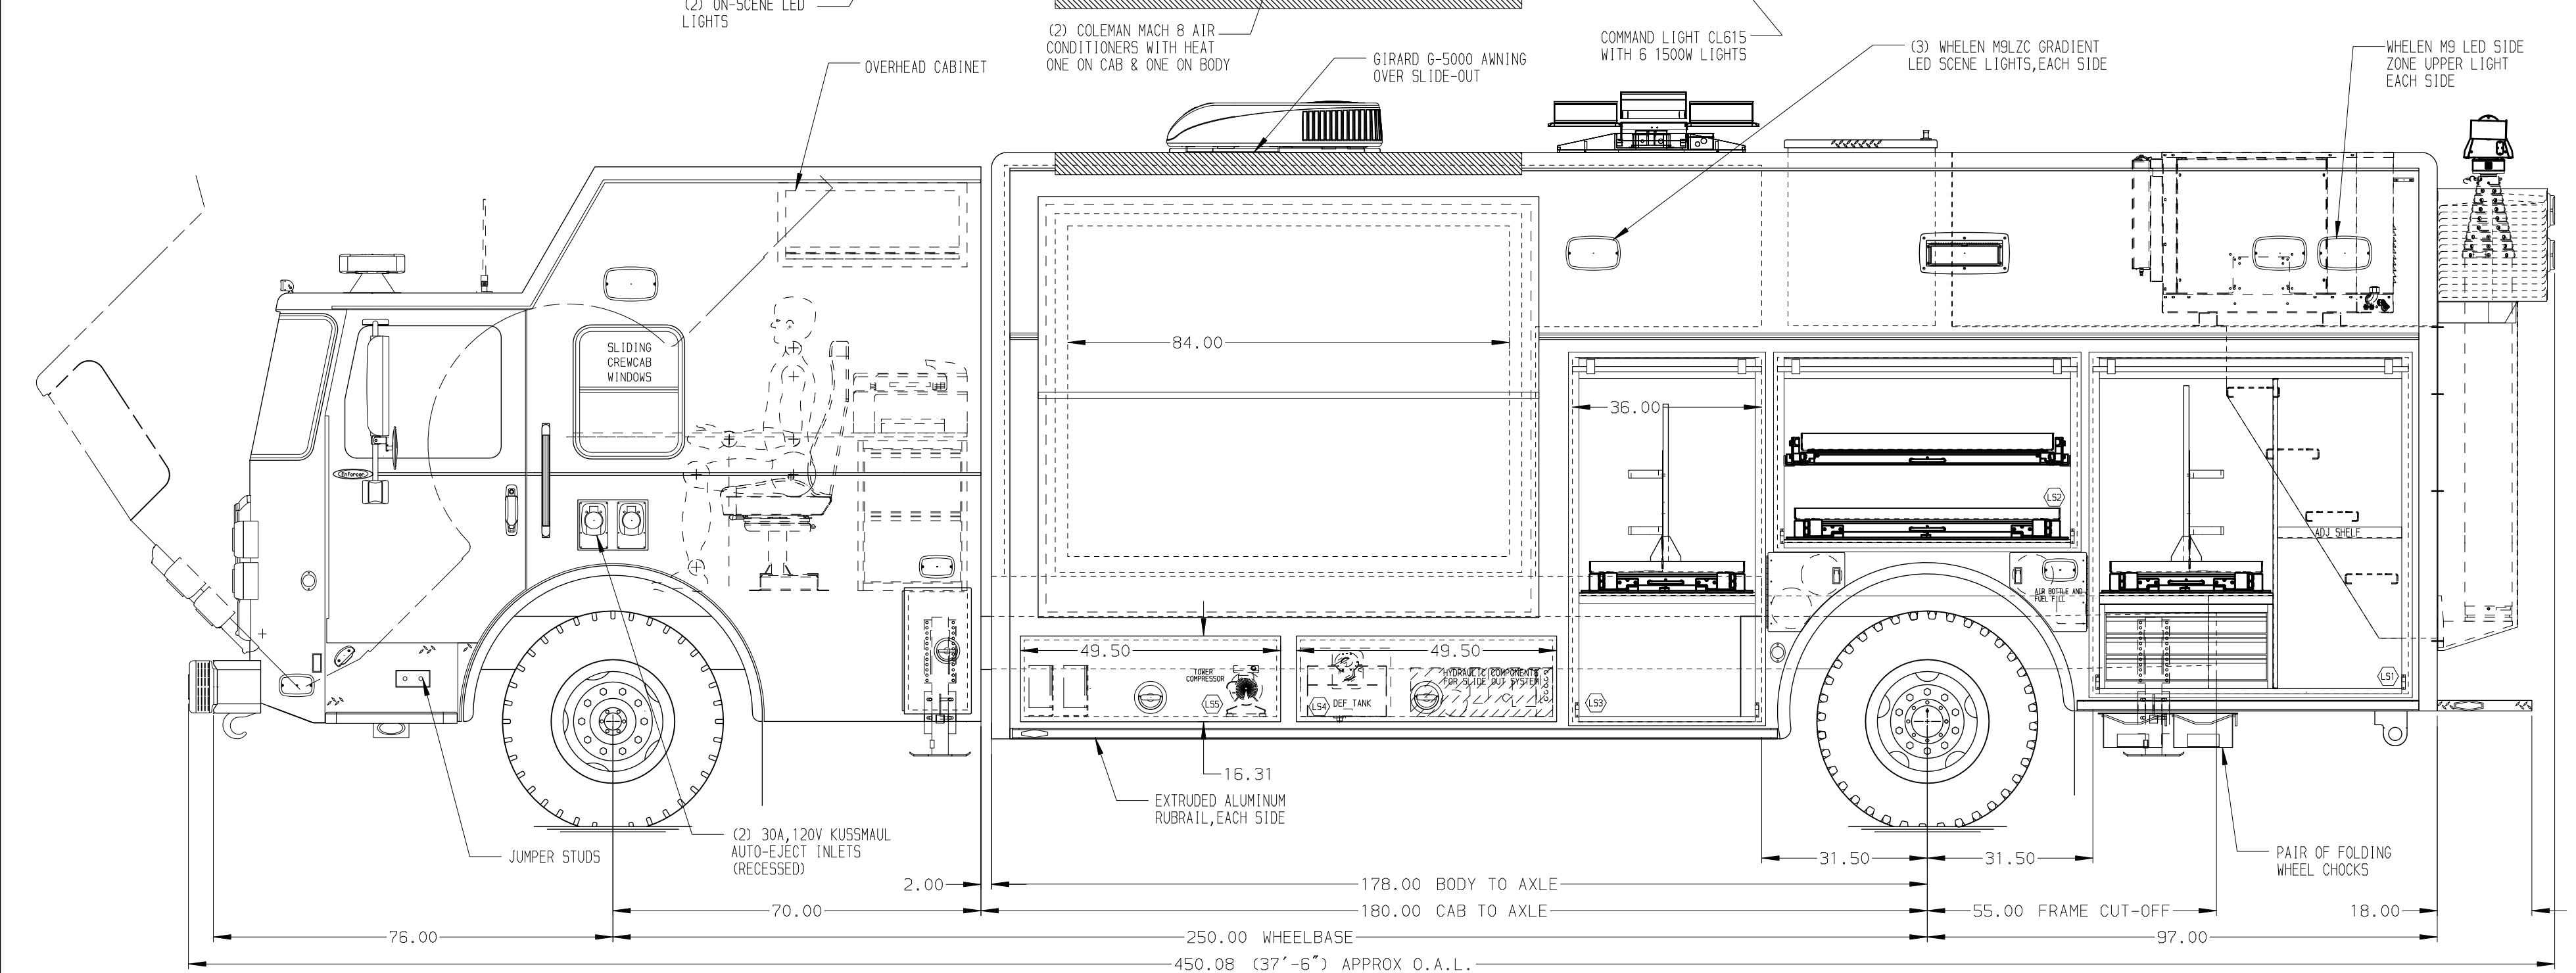 (2) ON-SCENE LED
LIGHTS
(2) COLEMAN MACH 8 AIR
CONDITIONERS WITH HEAT
ONE ON CAB & ONE ON BODY
OVERHEAD CABINET
GIRARD G-5000 AWNING
OVER SLIDE-OUT
COMMAND LIGHT CL615
WITH 6 1500W LIGHTS
(3) WHELEN M9LZC GRADIENT
LED SCENE LIGHTS,EACH SIDE
WHELEN M9 LED SIDE
ZONE UPPER LIGHT
EACH SIDE
SLIDING
CREWCAB
WINDOWS
84.00
36.00
Enforcer
LS2
ADJ SHELF
AIR BOTTLE AND
FUEL FILL
49.50
49.50
TOWER
COMPRESSOR
HYDRAULIC COMPONENTS
FOR SLIDE OUT SYSTEM
LS5
LS4
DEF TANK
LS3
LS1
16.31
EXTRUDED ALUMINUM
RUBRAIL,EACH SIDE
(2) 30A,120V KUSSMAUL
AUTO-EJECT INLETS
(RECESSED)
JUMPER STUDS
31.50
31.50
PAIR OF FOLDING
WHEEL CHOCKS
2.00
178.00 BODY TO AXLE
70.00
180.00 CAB TO AXLE
55.00 FRAME CUT-OFF
18.00
76.00
250.00 WHEELBASE
97.00
450.08 (37'-6") APPROX O.A.L.